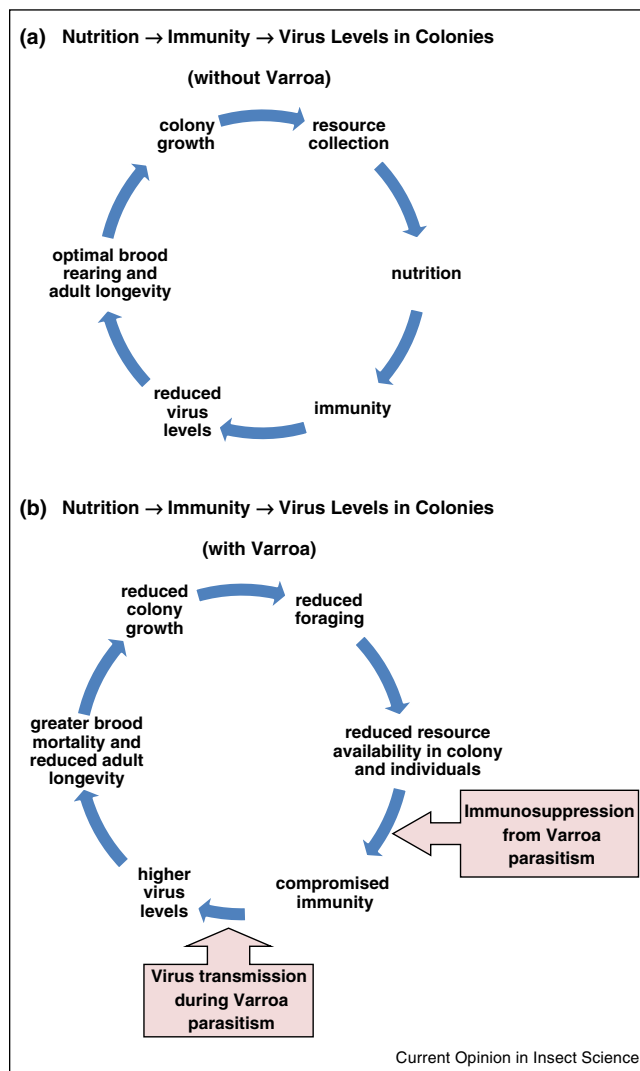 (a) Nutrition → Immunity → Virus Levels in Colonies
(without Varroa)
colony
growth
resource
collection
nutrition
immunity
reduced
virus
levels
optimal brood
rearing and
adult longevity
(b) Nutrition → Immunity → Virus Levels in Colonies
(with Varroa)
reduced
colony
growth
reduced
foraging
reduced resource
availability in colony
and individuals
Immunosuppression
from Varroa
parasitism
compromised
immunity
Virus transmission
during Varroa
parasitism
higher
virus
levels
greater brood
mortality and
reduced adult
longevity
Current Opinion in Insect Science